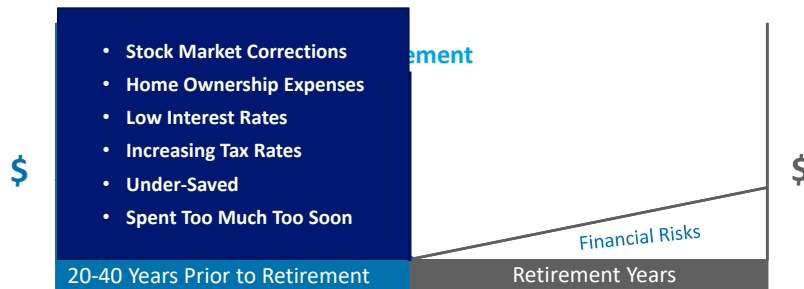 • Stock Market Corrections
ement
• Home Ownership Expenses
• Low Interest Rates
• Increasing Tax Rates
$
$
• Under-Saved
• Spent Too Much Too Soon
Financial Risks
20-40 Years Prior to Retirement
Retirement Years